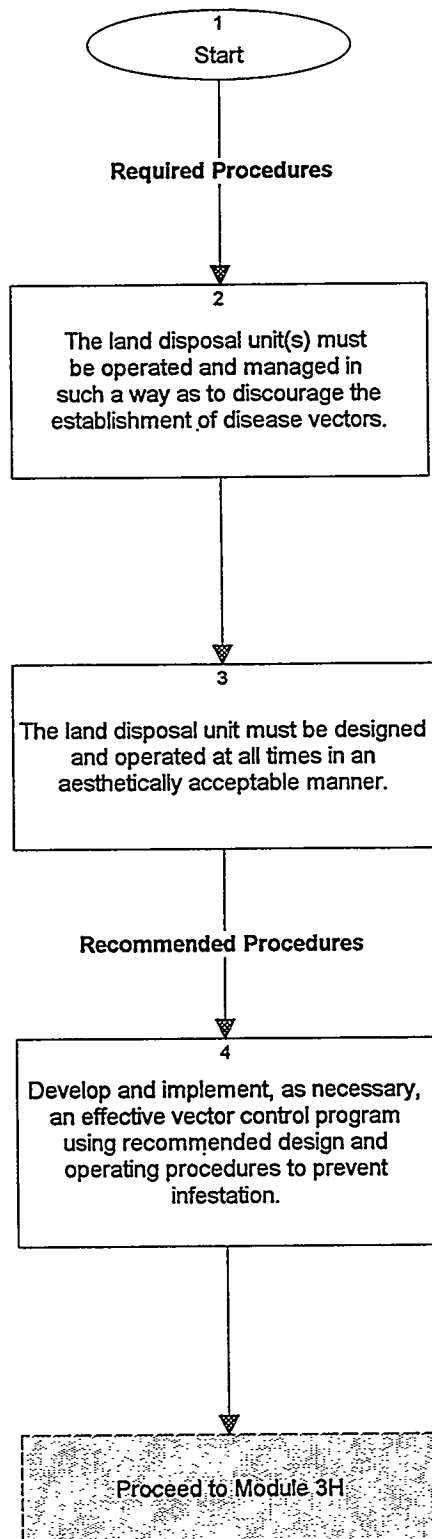 1
Start
Required Procedures
2
The land disposal unit(s) must
be operated and managed in
such a way as to discourage the
establishment of disease vectors.
3
The land disposal unit must be designed
and operated at all times in an
aesthetically acceptable manner.
Recommended Procedures
4
Develop and implement, as necessary,
an effective vector control program
using recommended design and
operating procedures to prevent
infestation.
Proceed to Module 3H